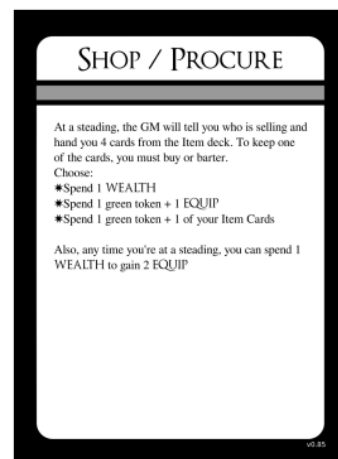 SHOP / PROCURE
At a steading, the GM will tell you who is selling and
hand you 4 cards from the Item deck. To keep one
of the cards, you must buy or barter.
Choose:
✷Spend 1 WEALTH
✷Spend 1 green token + 1 EQUIP
✷Spend 1 green token + 1 of your Item Cards
Also, any time you're at a steading, you can spend 1
WEALTH to gain 2 EQUIP
v0.85